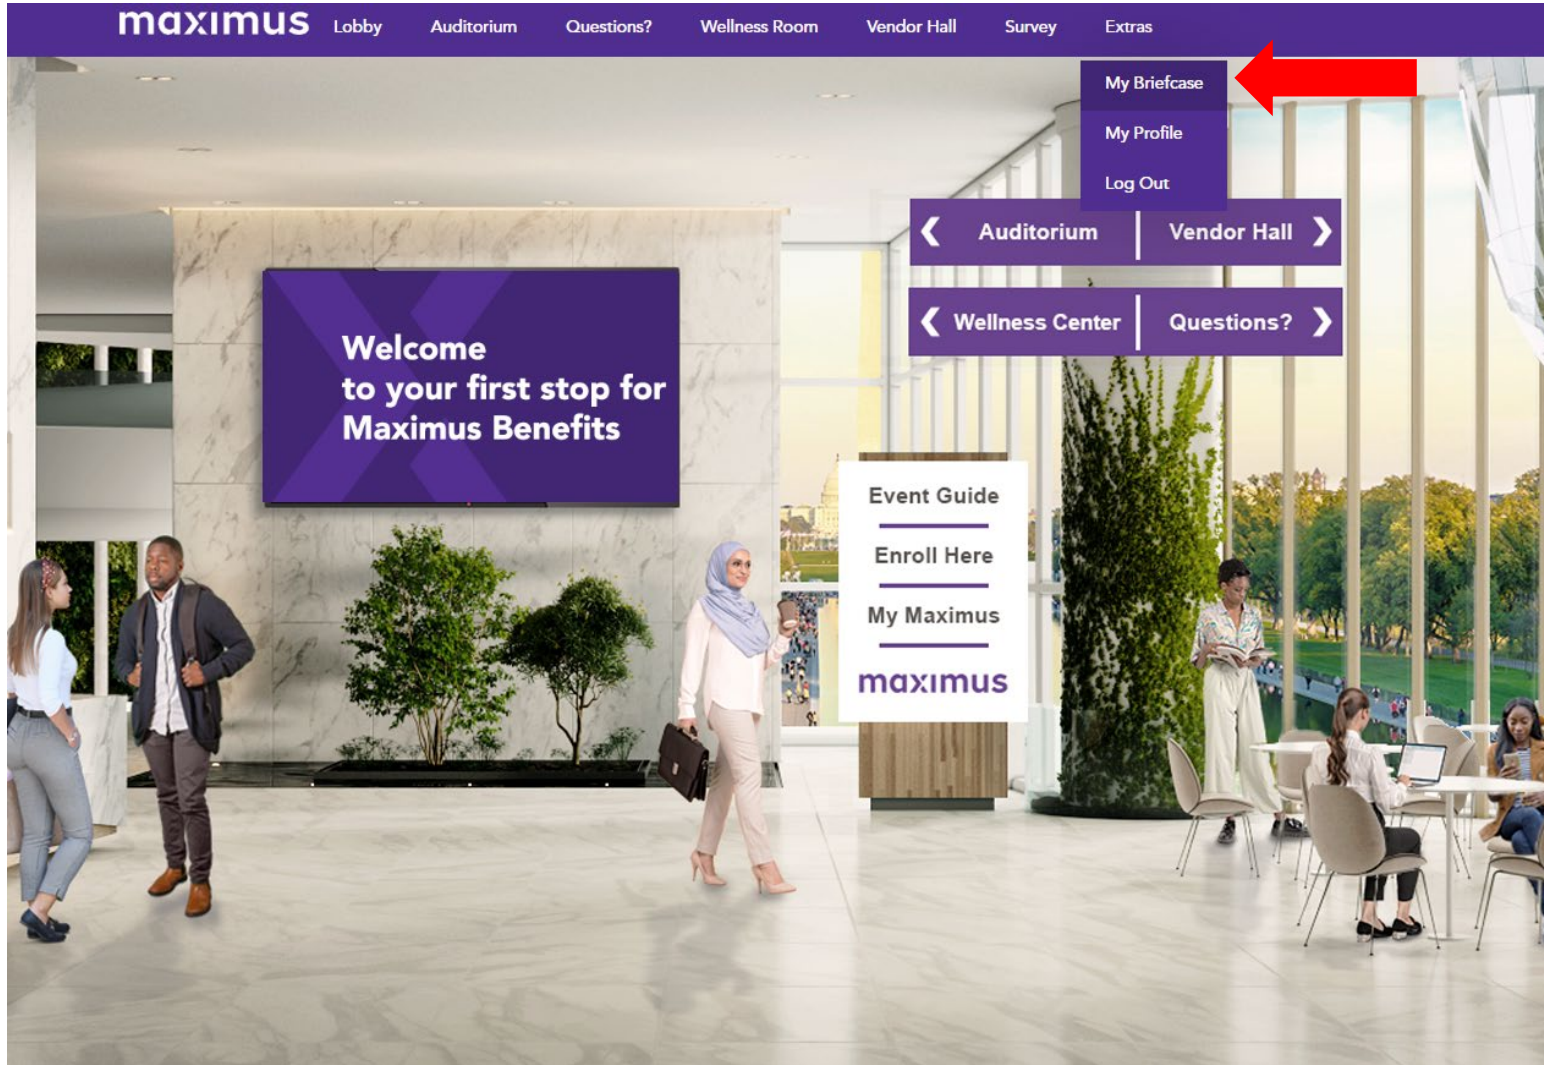 maximus Lobby Auditorium Questions? Wellness Room Vendor Hall Survey Extras
My Briefcase
My Profile
Log Out
Auditorium Vendor Hall
Wellness Center Questions?
Welcome
to your first stop for
Maximus Benefits
Event Guide
Enroll Here
My Maximus
maximus